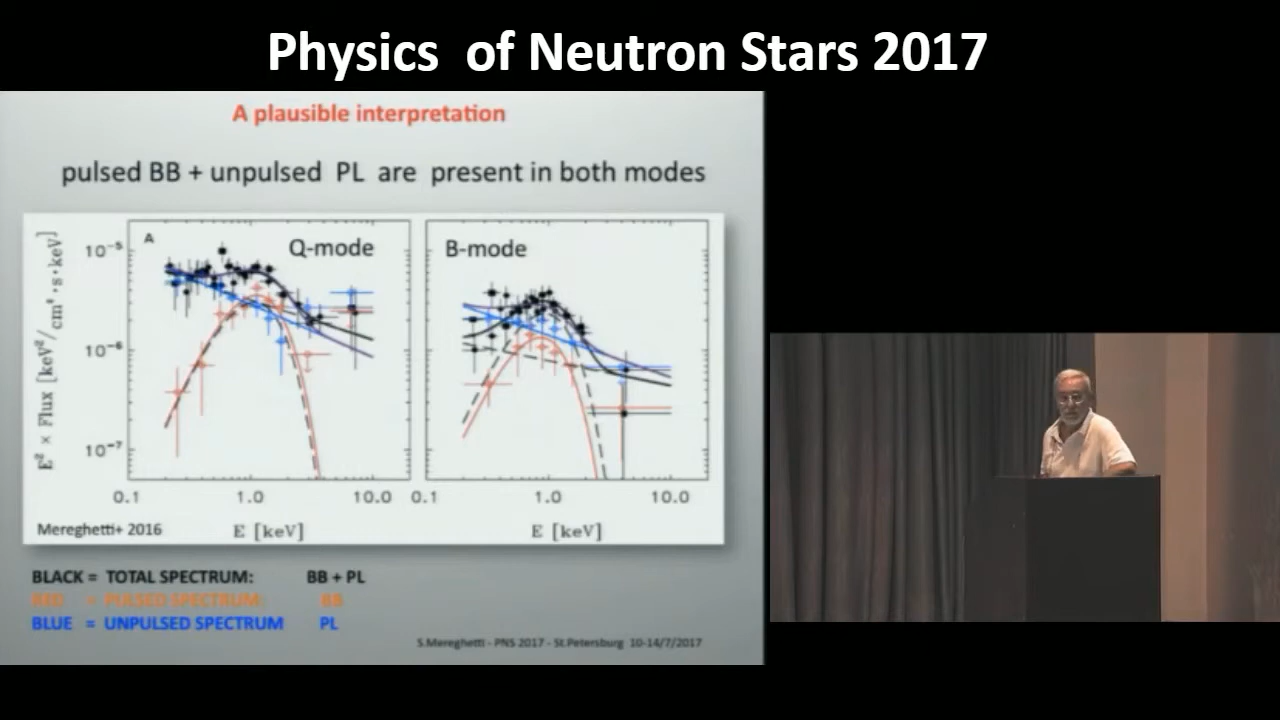 Physics of Neutron Stars 2017
A plausible interpretation
pulsed BB + unpulsed PL are present in both modes
A
Q-mode
B-mode
E² × Flux [keV²/cm²·s·keV]
10⁻⁵
10⁻⁶
10⁻⁷
0.1 1.0 10.0
0.1 1.0 10.0
E [keV]
E [keV]
Mereghetti+ 2016
BLACK = TOTAL SPECTRUM: BB + PL
RED = PULSED SPECTRUM: BB
BLUE = UNPULSED SPECTRUM PL
S.Mereghetti - PNS 2017 - St.Petersburg 10-14/7/2017